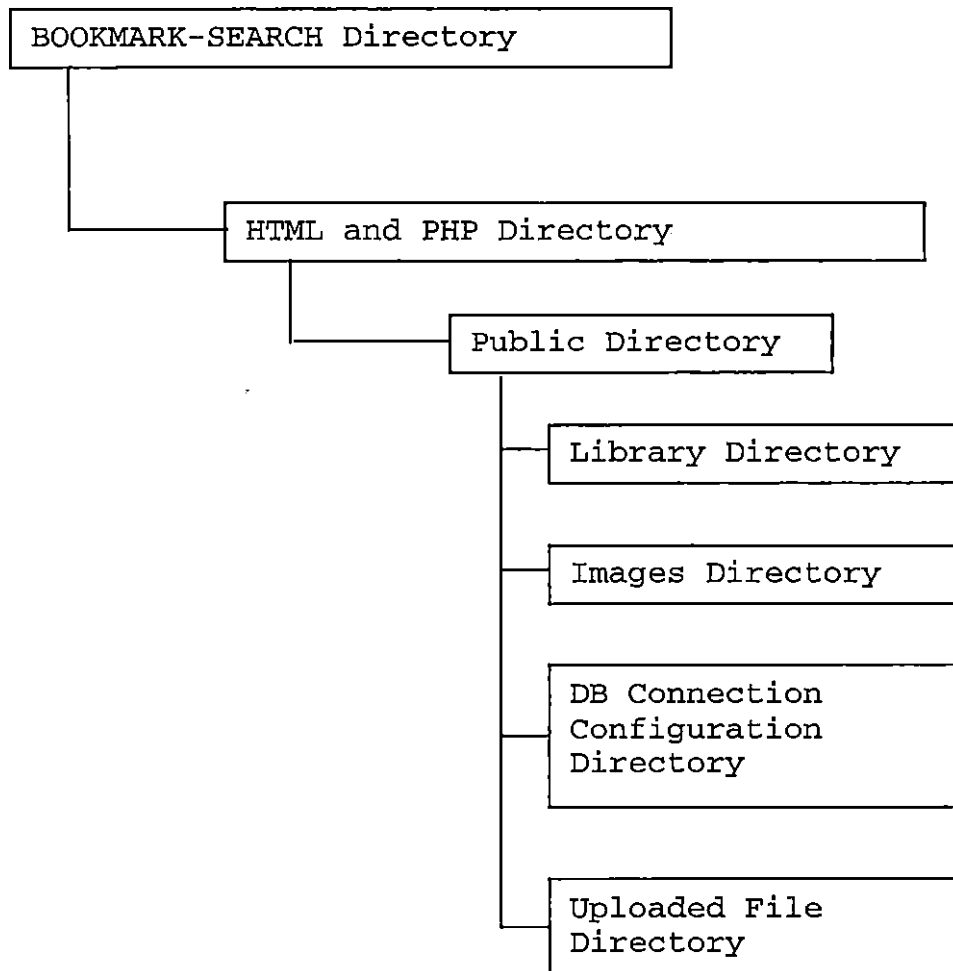 BOOKMARK-SEARCH Directory
HTML and PHP Directory
Public Directory
Library Directory
Images Directory
DB Connection
Configuration
Directory
Uploaded File
Directory